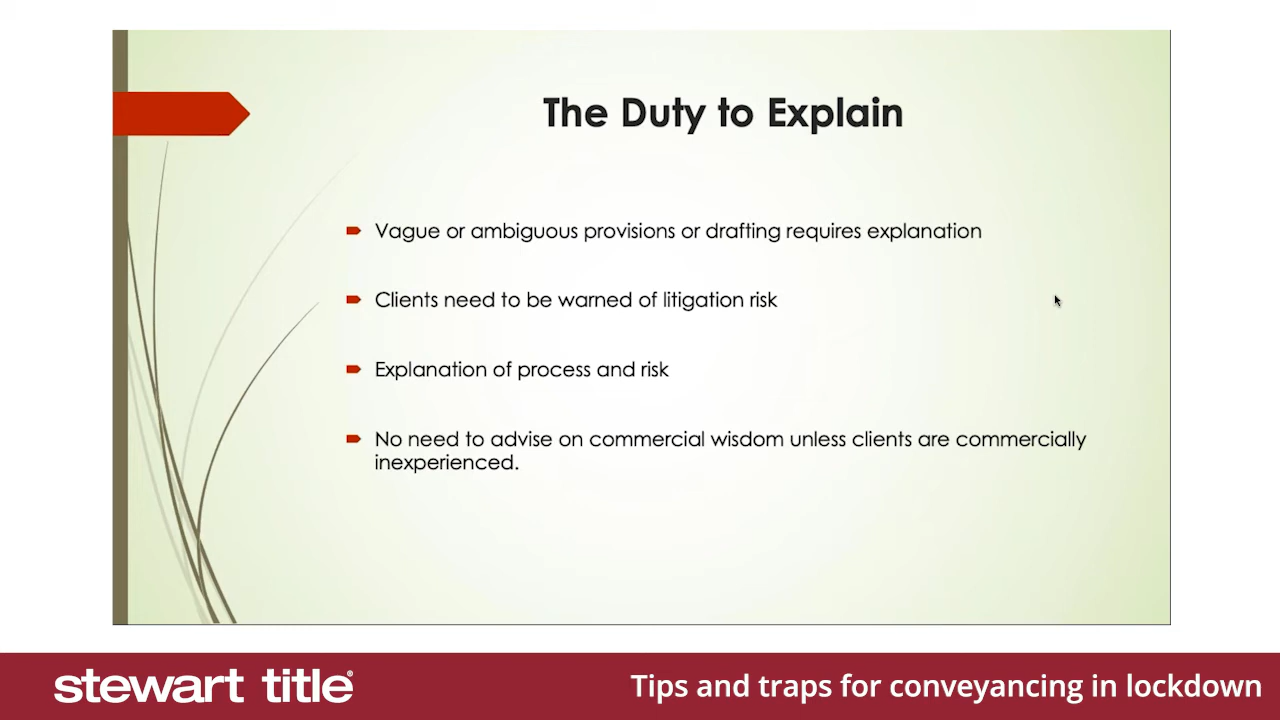 The Duty to Explain
Vague or ambiguous provisions or drafting requires explanation
Clients need to be warned of litigation risk
Explanation of process and risk
No need to advise on commercial wisdom unless clients are commercially
inexperienced.
stewart title®
Tips and traps for conveyancing in lockdown